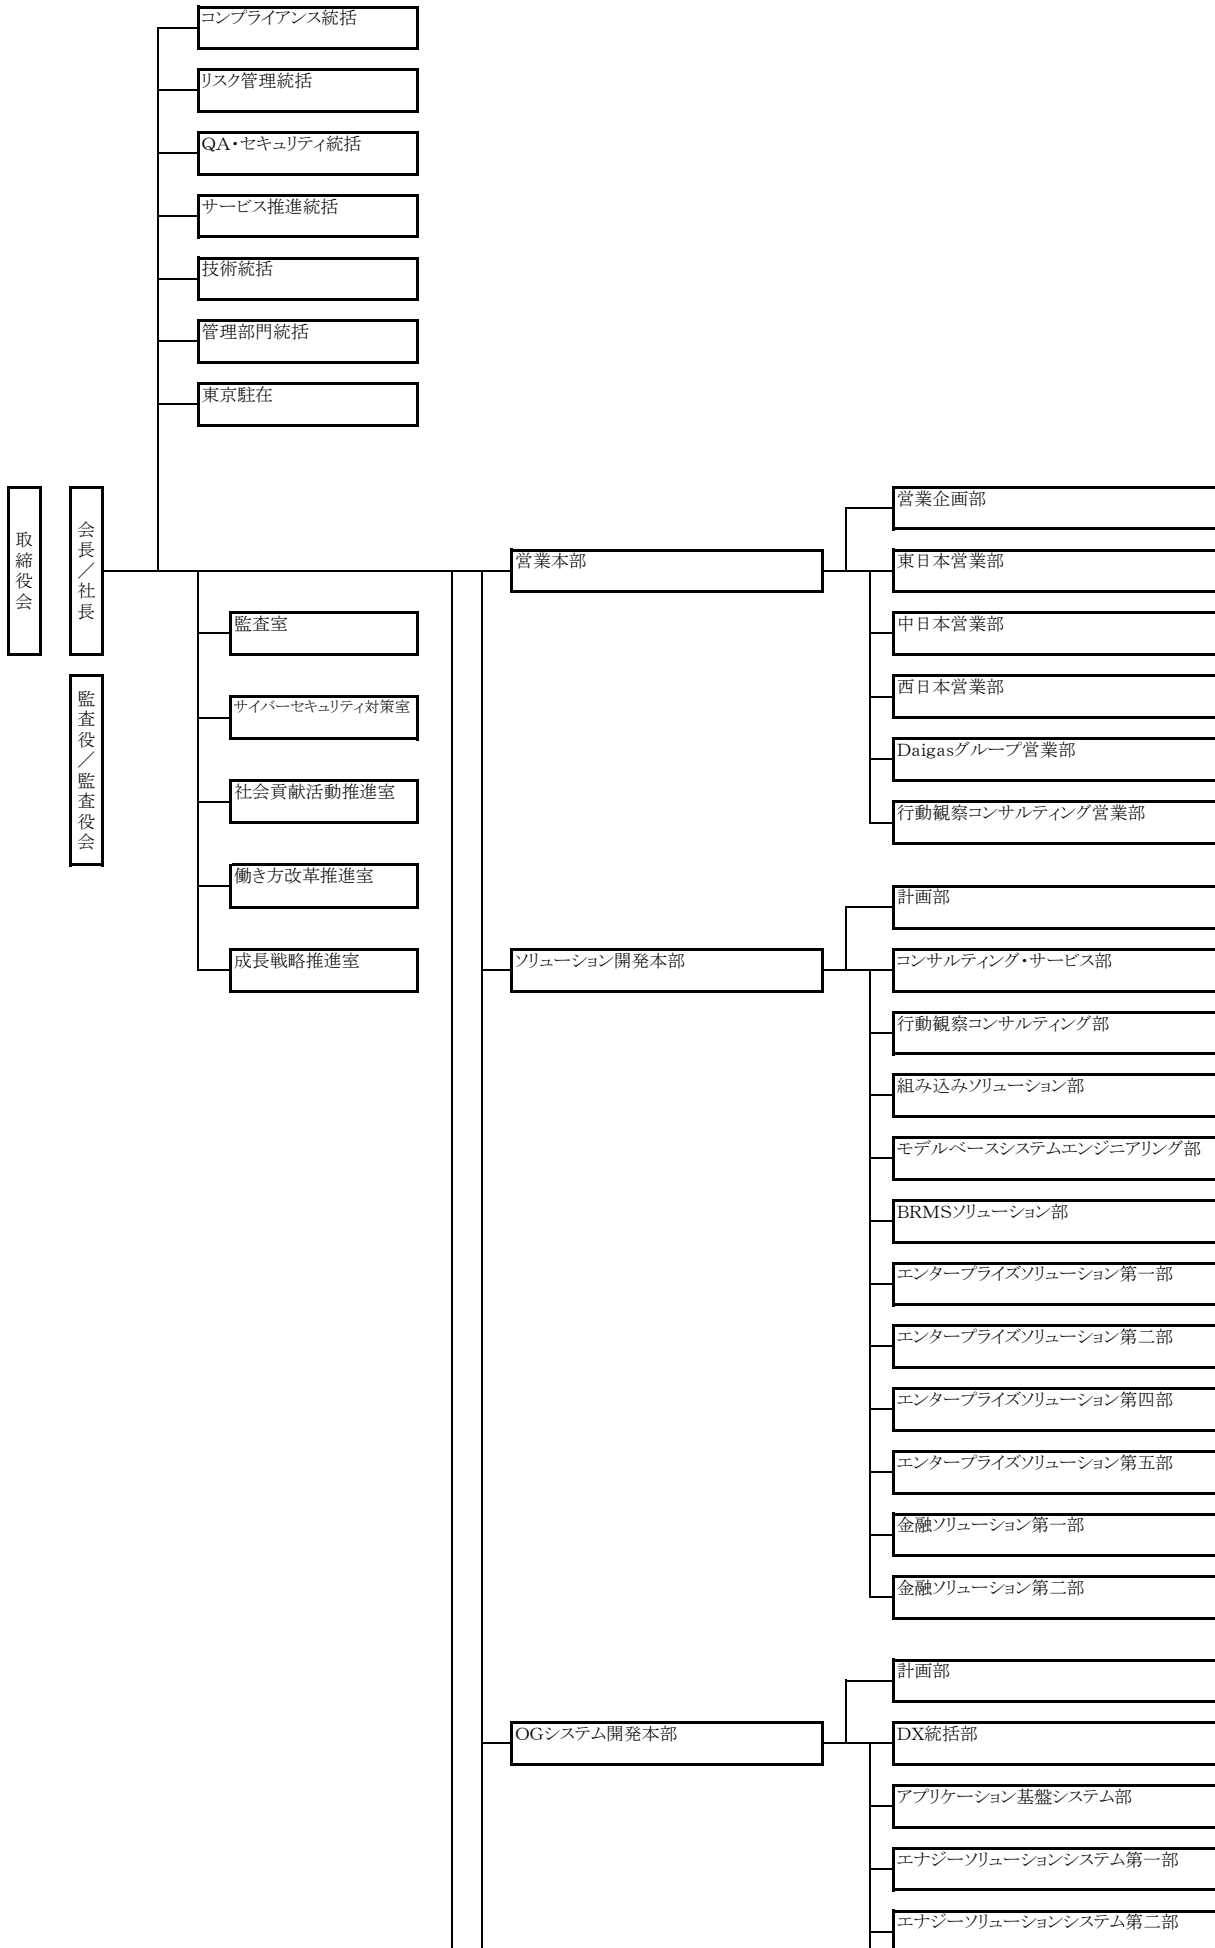 コンプライアンス統括
リスク管理統括
QA・セキュリティ統括
サービス推進統括
技術統括
管理部門統括
東京駐在
取締役会
会長／社長
監査役／監査役会
監査室
サイバーセキュリティ対策室
社会貢献活動推進室
働き方改革推進室
成長戦略推進室
営業本部
営業企画部
東日本営業部
中日本営業部
西日本営業部
Daigasグループ営業部
行動観察コンサルティング営業部
ソリューション開発本部
計画部
コンサルティング・サービス部
行動観察コンサルティング部
組み込みソリューション部
モデルベースシステムエンジニアリング部
BRMSソリューション部
エンタープライズソリューション第一部
エンタープライズソリューション第二部
エンタープライズソリューション第四部
エンタープライズソリューション第五部
金融ソリューション第一部
金融ソリューション第二部
OGシステム開発本部
計画部
DX統括部
アプリケーション基盤システム部
エナジーソリューションシステム第一部
エナジーソリューションシステム第二部